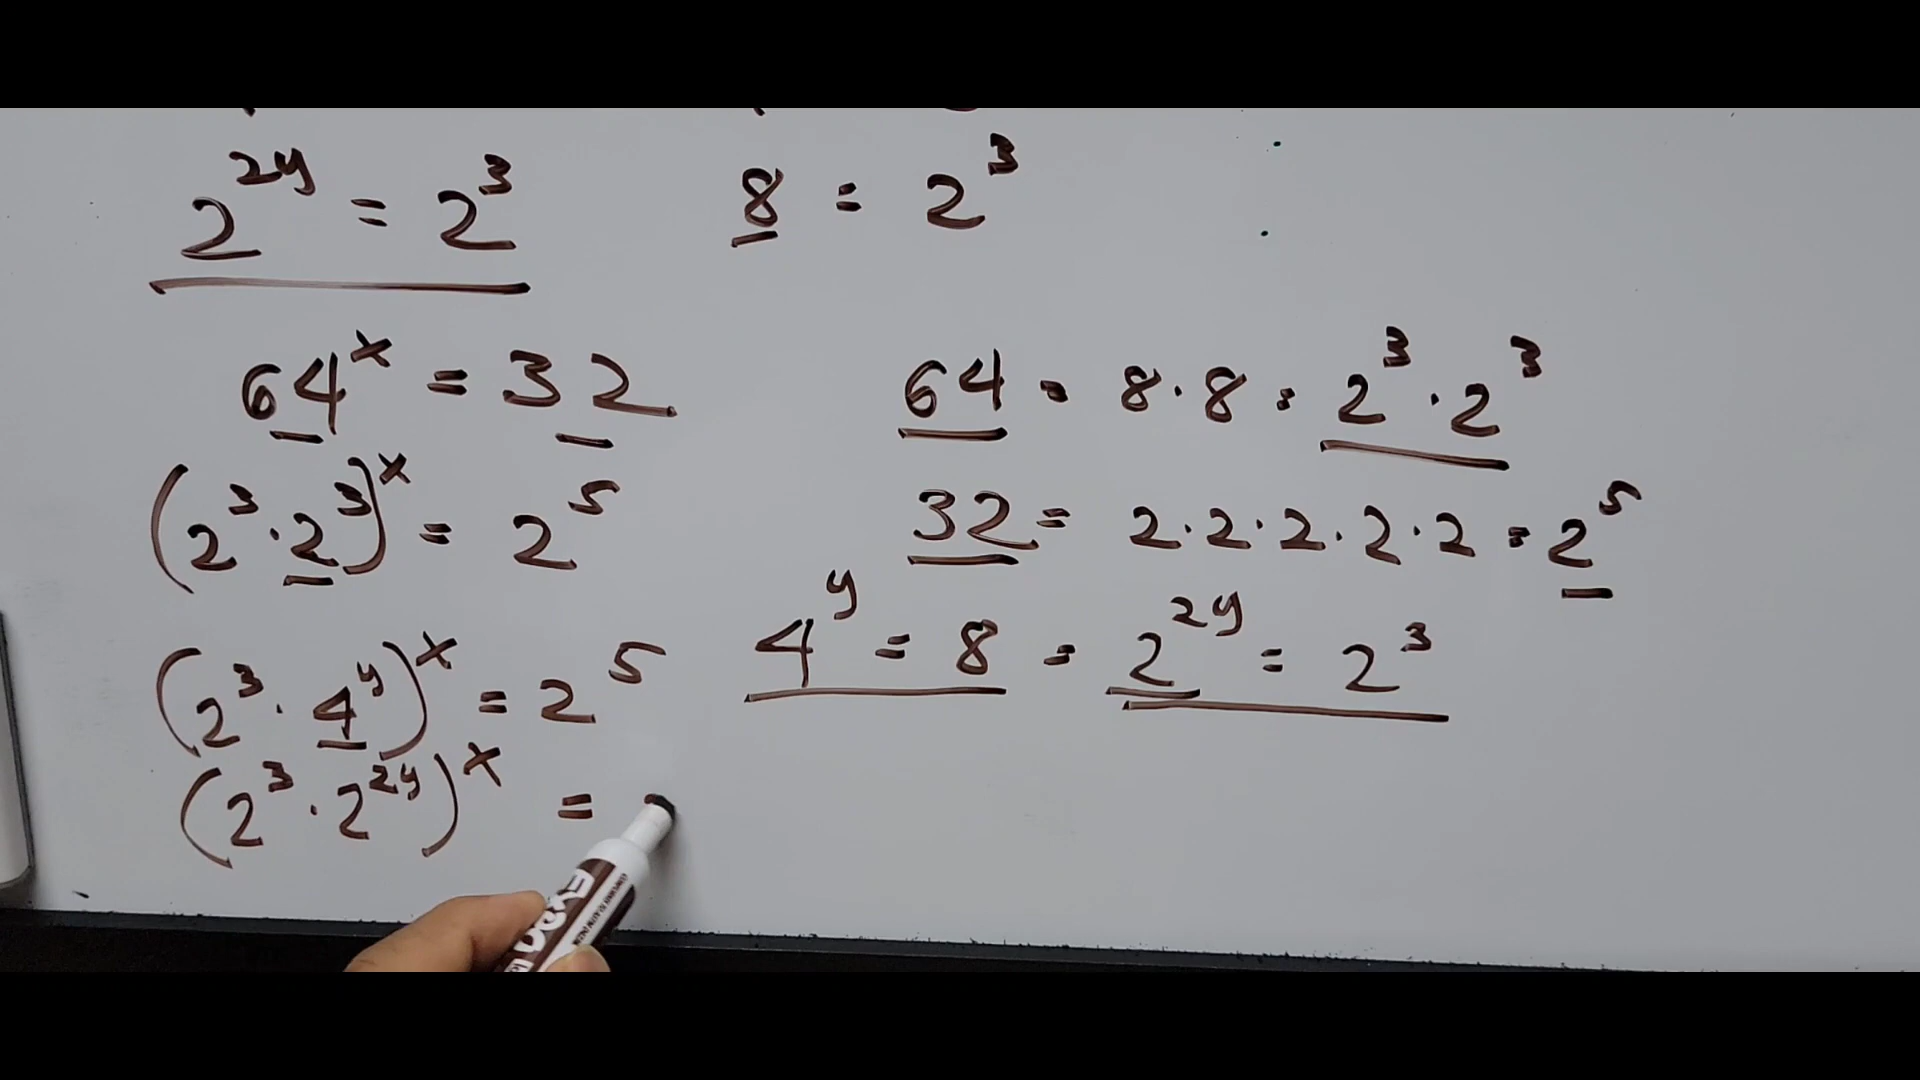 2^{2y} = 2^3
8 = 2^3
64^x = 32
64 = 8·8 = 2^3·2^3
(2^3·2^3)^x = 2^5
32 = 2·2·2·2·2 = 2^5
(2^3·4^y)^x = 2^5
4^y = 8 = 2^{2y} = 2^3
(2^3·2^{2y})^x =
EXPO